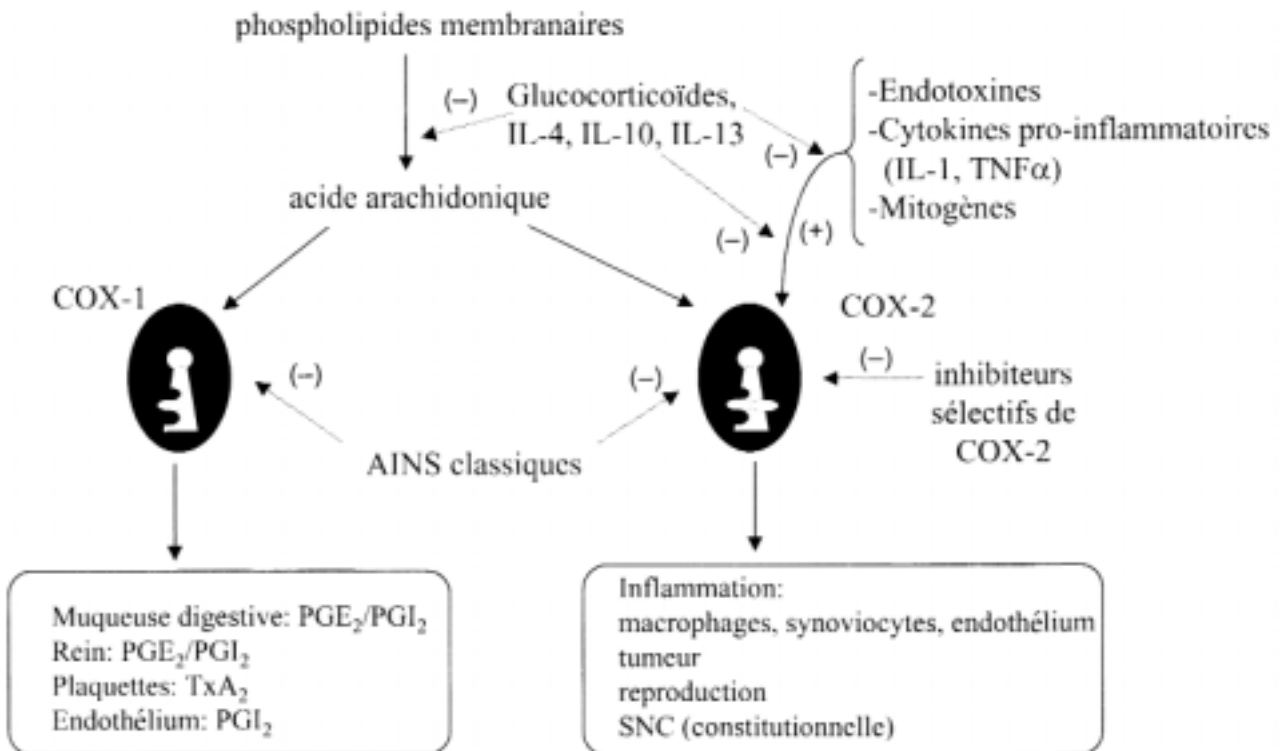 phospholipides membranaires
(–)
Glucocorticoïdes,
IL-4, IL-10, IL-13
(–)
(–)
(+)
-Endotoxines
-Cytokines pro-inflammatoires
(IL-1, TNFα)
-Mitogènes
acide arachidonique
COX-1
COX-2
(–)
(–)
(–)
inhibiteurs
sélectifs de
COX-2
AINS classiques
Muqueuse digestive: PGE₂/PGI₂
Rein: PGE₂/PGI₂
Plaquettes: TxA₂
Endothélium: PGI₂
Inflammation:
macrophages, synoviocytes, endothélium
tumeur
reproduction
SNC (constitutionnelle)